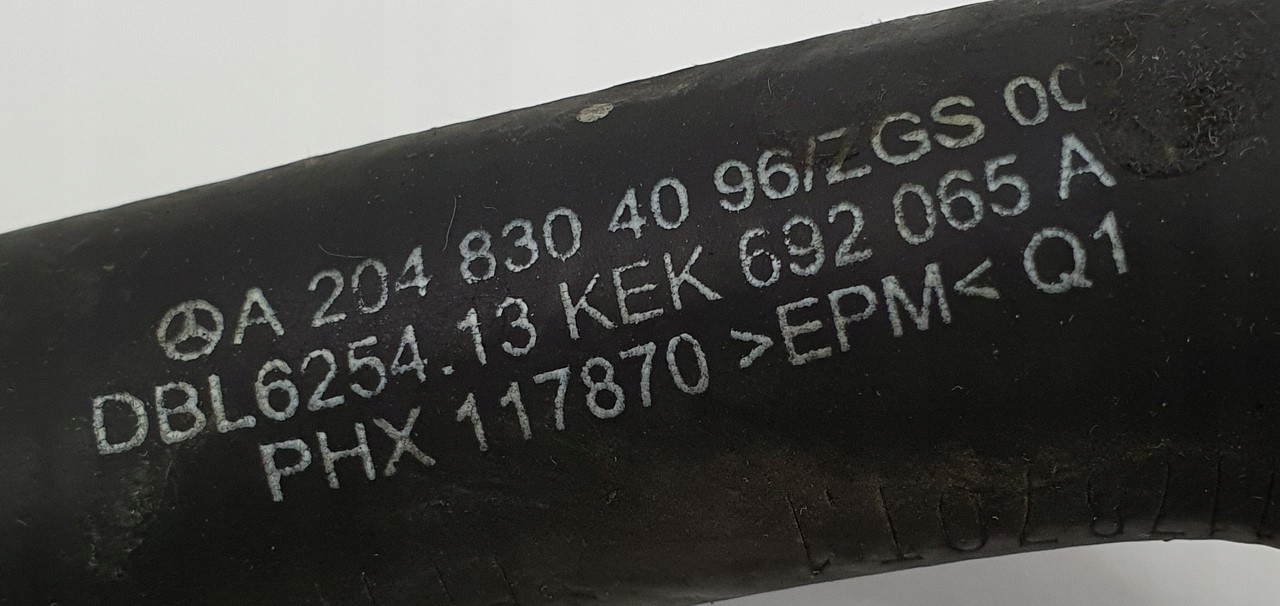 A 204 830 40 96/ZGS 00
DBL6254.13 KEK 692 065 A
PHX 117870 >EPM< Q1